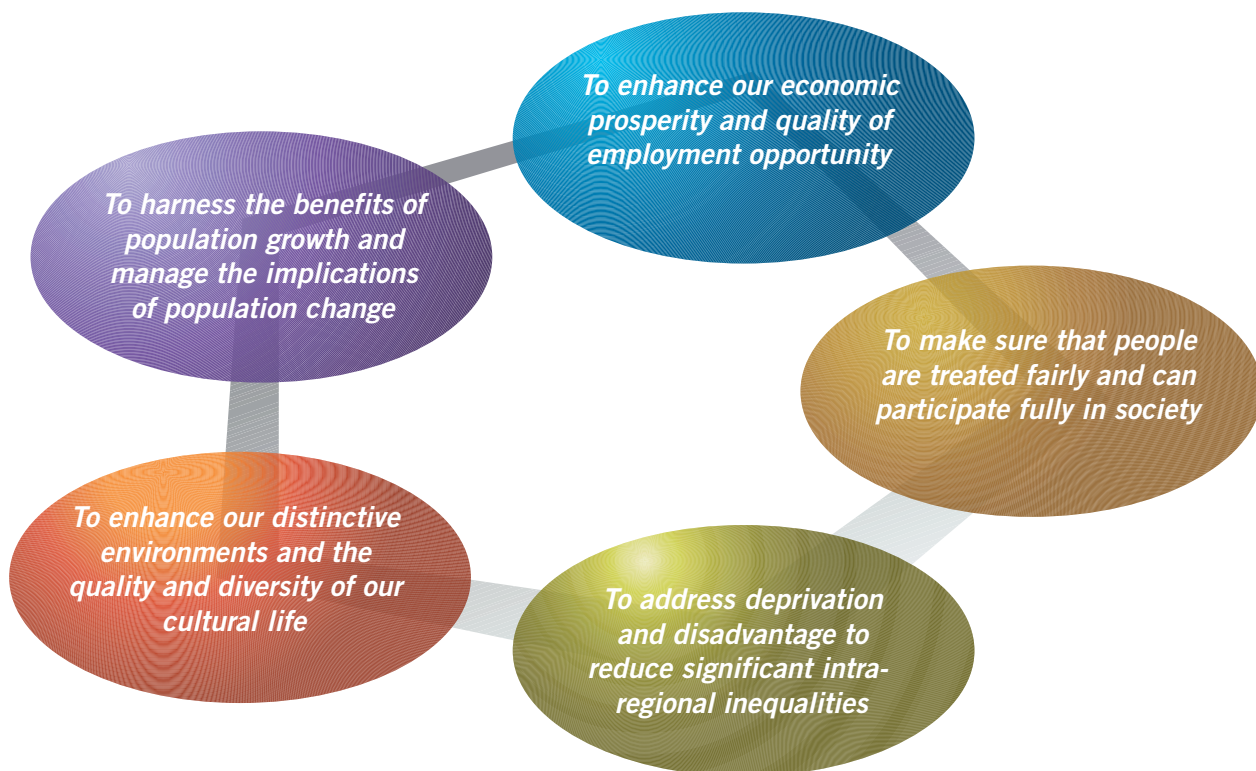 To enhance our economic
prosperity and quality of
employment opportunity
To harness the benefits of
population growth and
manage the implications
of population change
To make sure that people
are treated fairly and can
participate fully in society
To enhance our distinctive
environments and the
quality and diversity of our
cultural life
To address deprivation
and disadvantage to
reduce significant intra-
regional inequalities